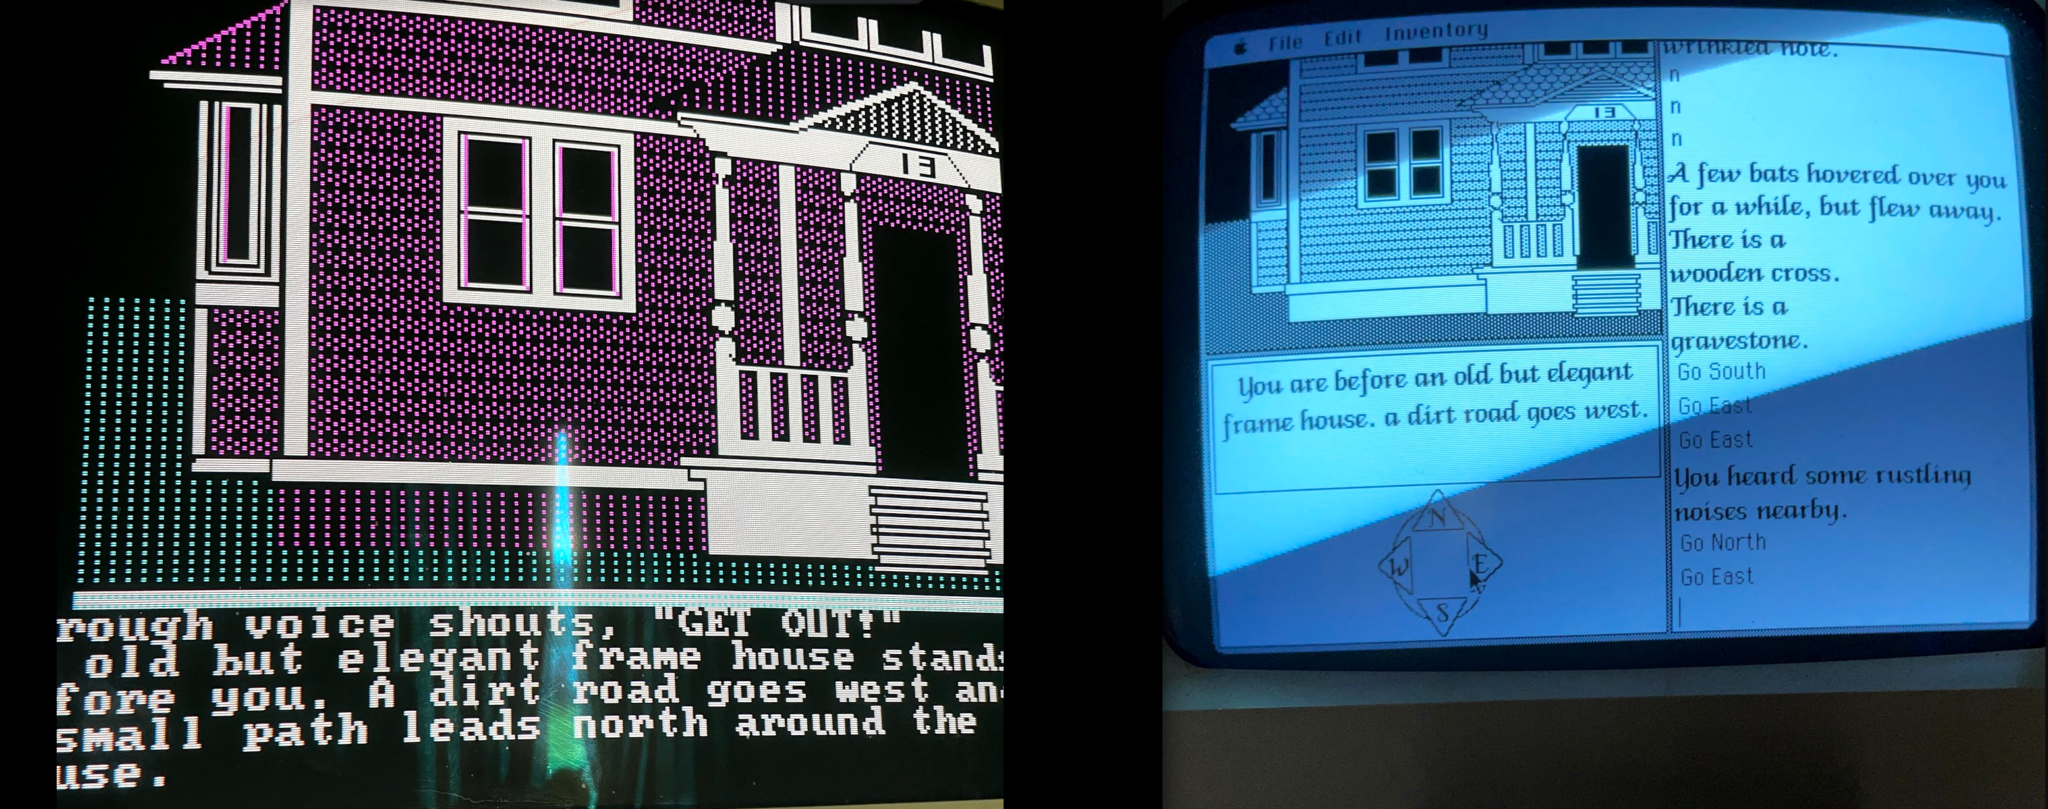 13
rough voice shouts, "GET OUT!"
old but elegant frame house stands
fore you. A dirt road goes west an
small path leads north around the
use.
File Edit Inventory
13
You are before an old but elegant
frame house. a dirt road goes west.
N
W
E
S
wrinkled note.
n
n
n
A few bats hovered over you
for a while, but flew away.
There is a
wooden cross.
There is a
gravestone.
Go South
Go East
Go East
You heard some rustling
noises nearby.
Go North
Go East